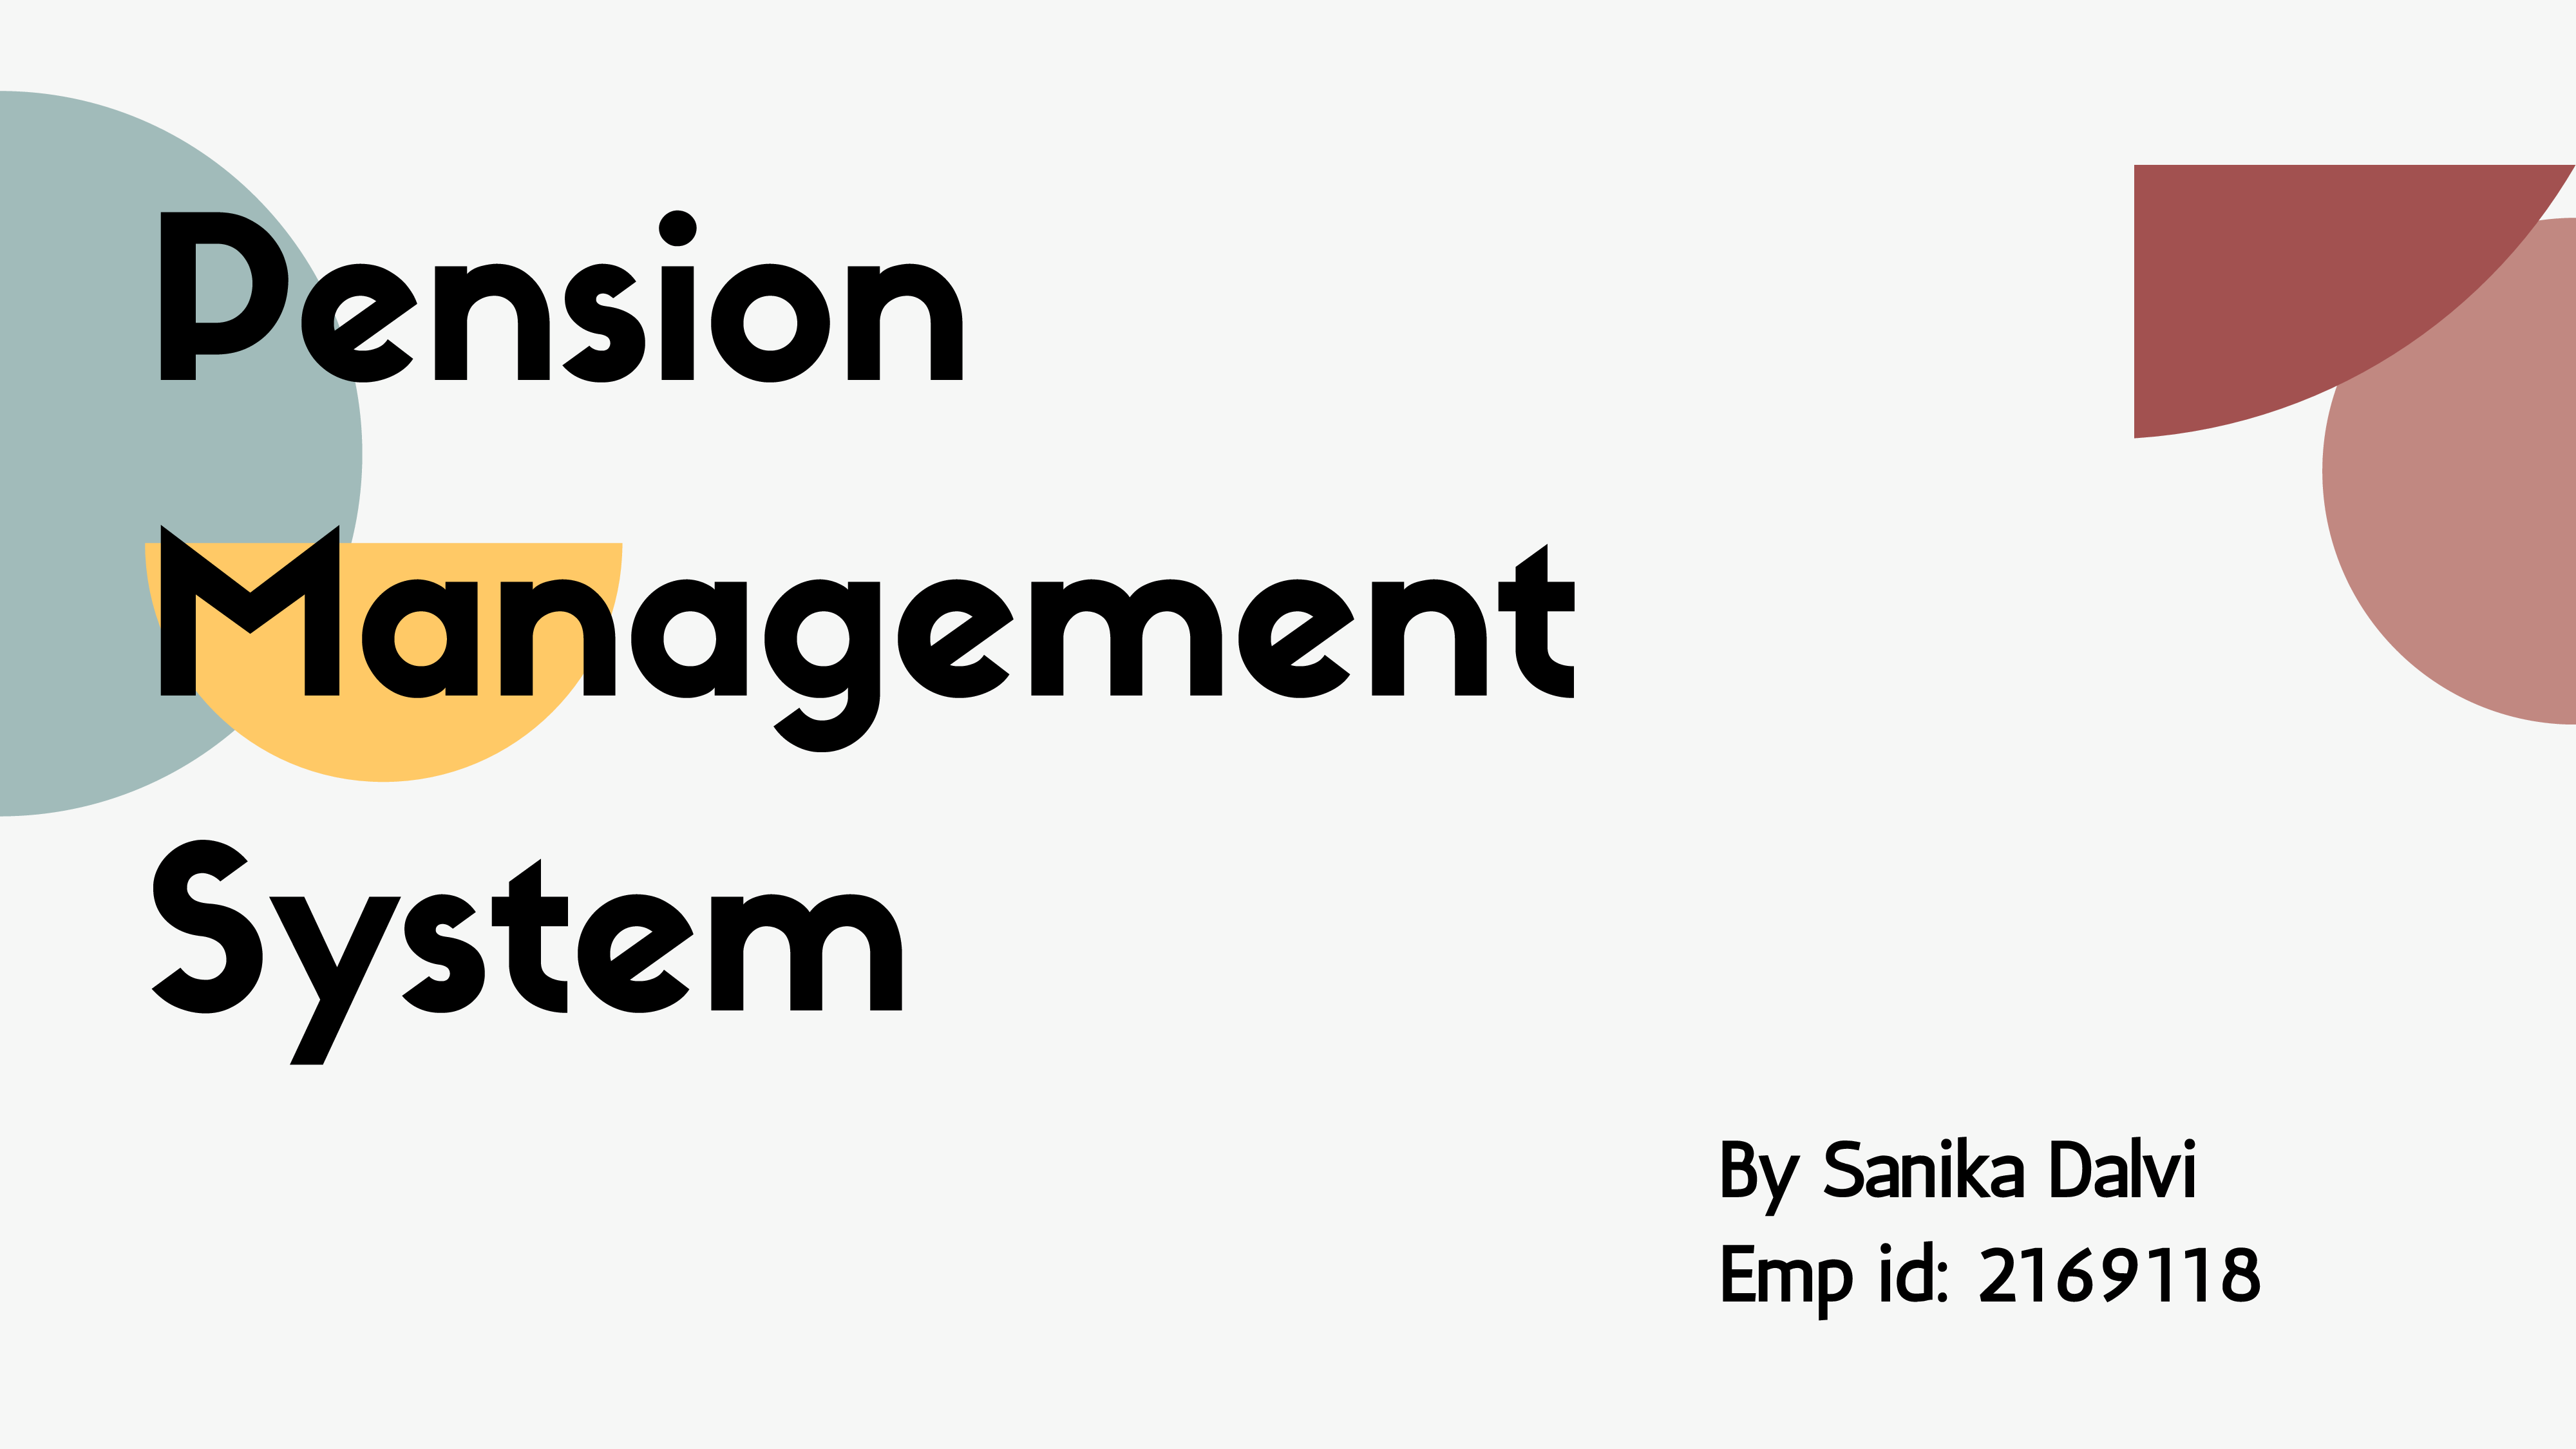 Pension
Management
System
By Sanika Dalvi
Emp id: 2169118